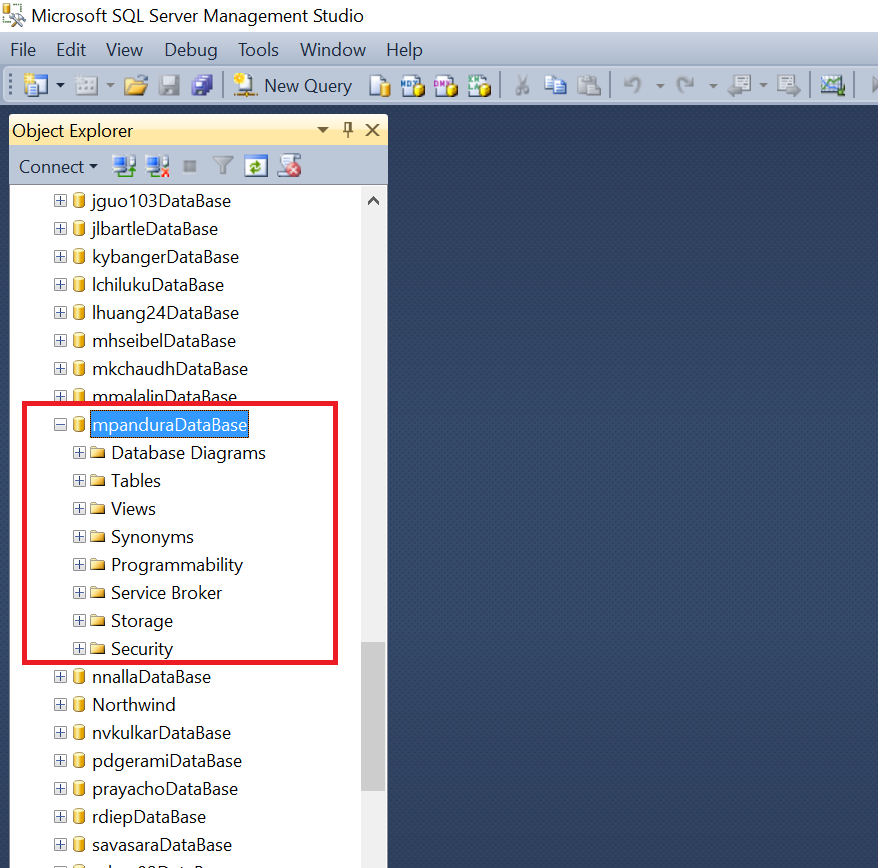 Microsoft SQL Server Management Studio
File Edit View Debug Tools Window Help
New Query
Object Explorer
Connect
jguo103DataBase
jlbartleDataBase
kybangerDataBase
lchilukuDataBase
lhuang24DataBase
mhseibelDataBase
mkchaudhDataBase
mmalalinDataBase
mpanduraDataBase
Database Diagrams
Tables
Views
Synonyms
Programmability
Service Broker
Storage
Security
nnallaDataBase
Northwind
nvkulkarDataBase
pdgeramiDataBase
prayachoDataBase
rdiepDataBase
savasaraDataBase